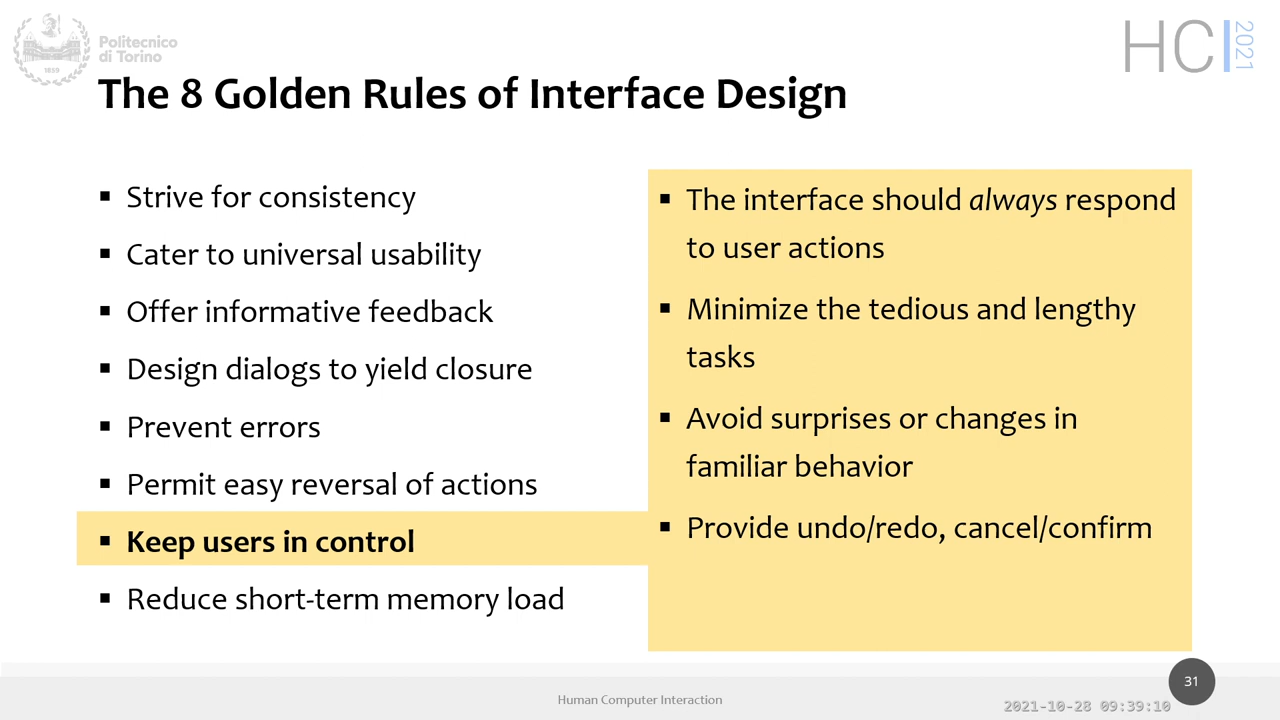 Politecnico
di Torino
1859
HCI
2021
The 8 Golden Rules of Interface Design
▪ Strive for consistency
▪ Cater to universal usability
▪ Offer informative feedback
▪ Design dialogs to yield closure
▪ Prevent errors
▪ Permit easy reversal of actions
▪ Keep users in control
▪ Reduce short-term memory load
▪ The interface should always respond
to user actions
▪ Minimize the tedious and lengthy
tasks
▪ Avoid surprises or changes in
familiar behavior
▪ Provide undo/redo, cancel/confirm
Human Computer Interaction
31
2021-10-28 09:39:10